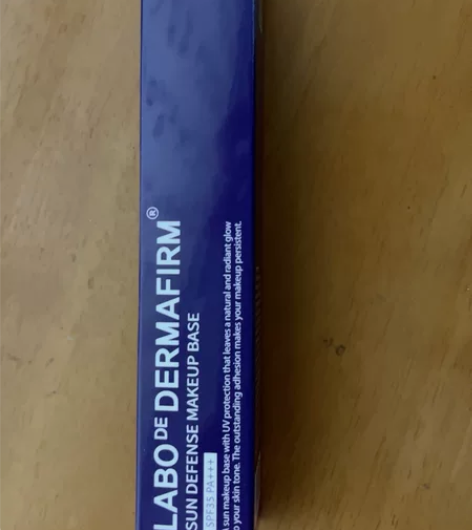 LABO DE DERMAFIRM®
SUN DEFENSE MAKEUP BASE
SPF35 PA+++
sun makeup base with UV protection that leaves a natural and radiant glow
your skin tone. The outstanding adhesion makes your makeup persistent.